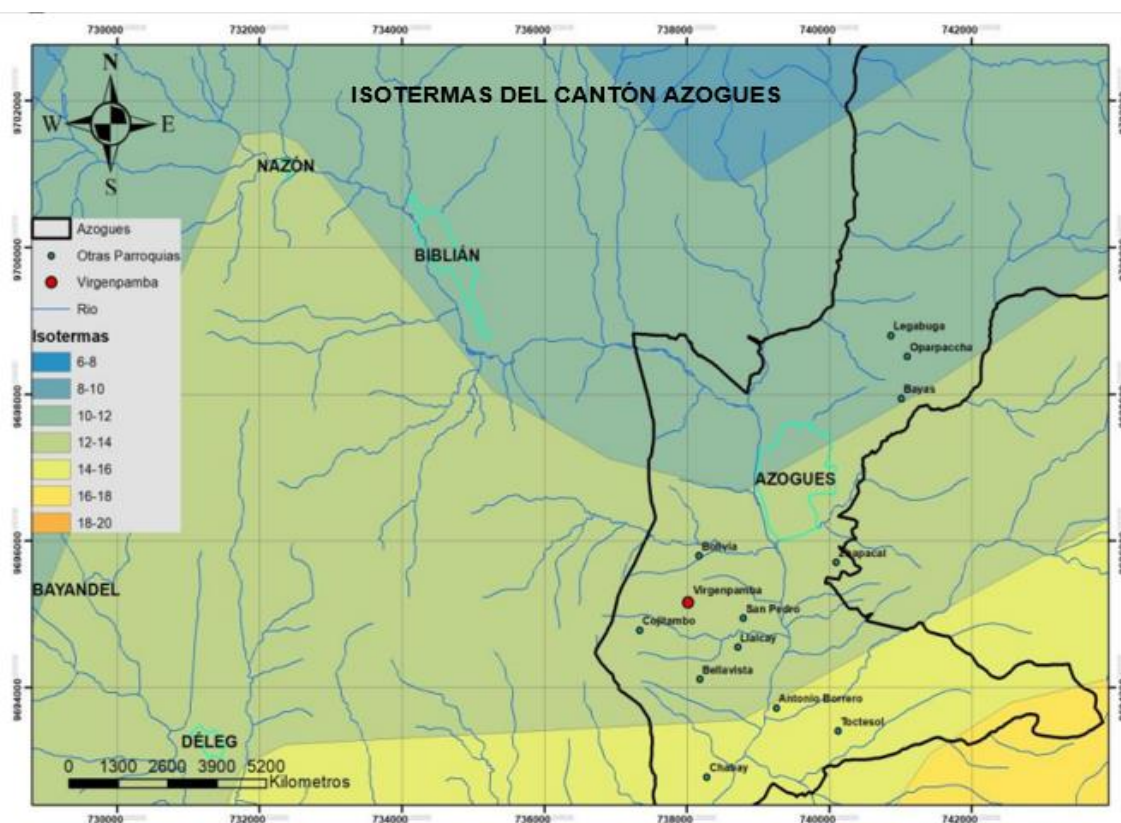 730000 732000 734000 736000 738000 740000 742000
ISOTERMAS DEL CANTÓN AZOGUES
N
W E
S
9702000
NAZÓN
Azogues
Otras Parroquias
Virgenpamba
Rio
Isotermas
6-8
8-10
10-12
12-14
14-16
16-18
18-20
9700000
BIBLIÁN
Legabuga
Oparpaccha
9698000
Bayas
AZOGUES
9696000
Bolivia
BAYANDEL
Virgenpamba
San Pedro
Cojitambo
Llaicay
Bellavista
9694000
Antonio Borrero
Toctesol
DÉLEG
Chabay
0 1300 2600 3900 5200
Kilometros
730000 732000 734000 736000 738000 740000 742000